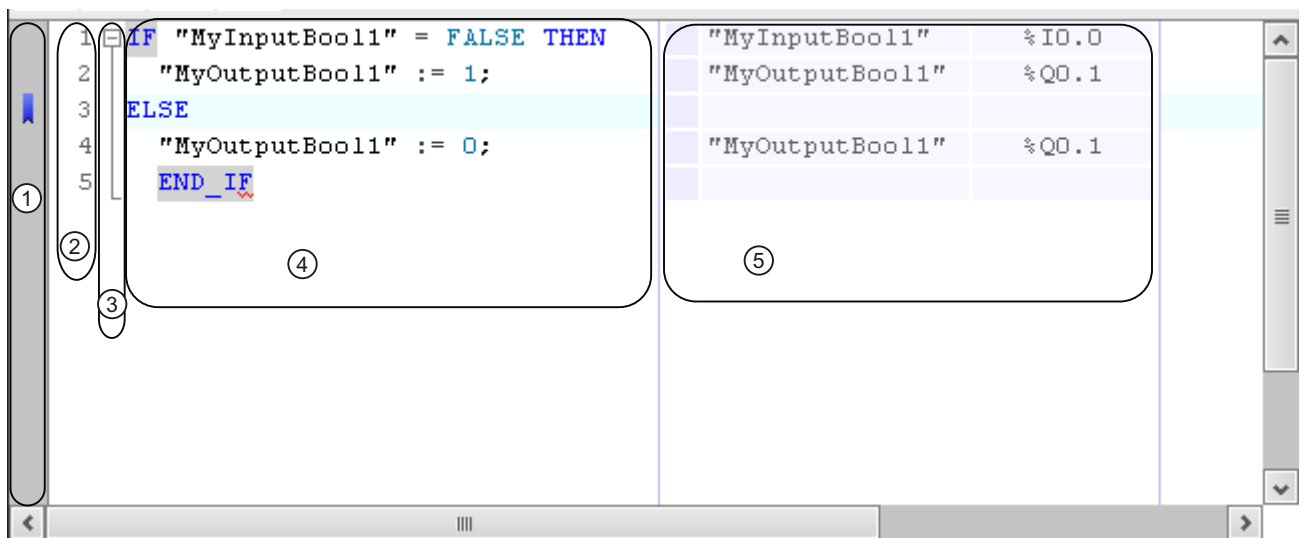 1 IF "MyInputBool1" = FALSE THEN "MyInputBool1" %I0.0
2 "MyOutputBool1" := 1; "MyOutputBool1" %Q0.1
3 ELSE
4 "MyOutputBool1" := 0; "MyOutputBool1" %Q0.1
5 END_IF
1
2
4
5
3